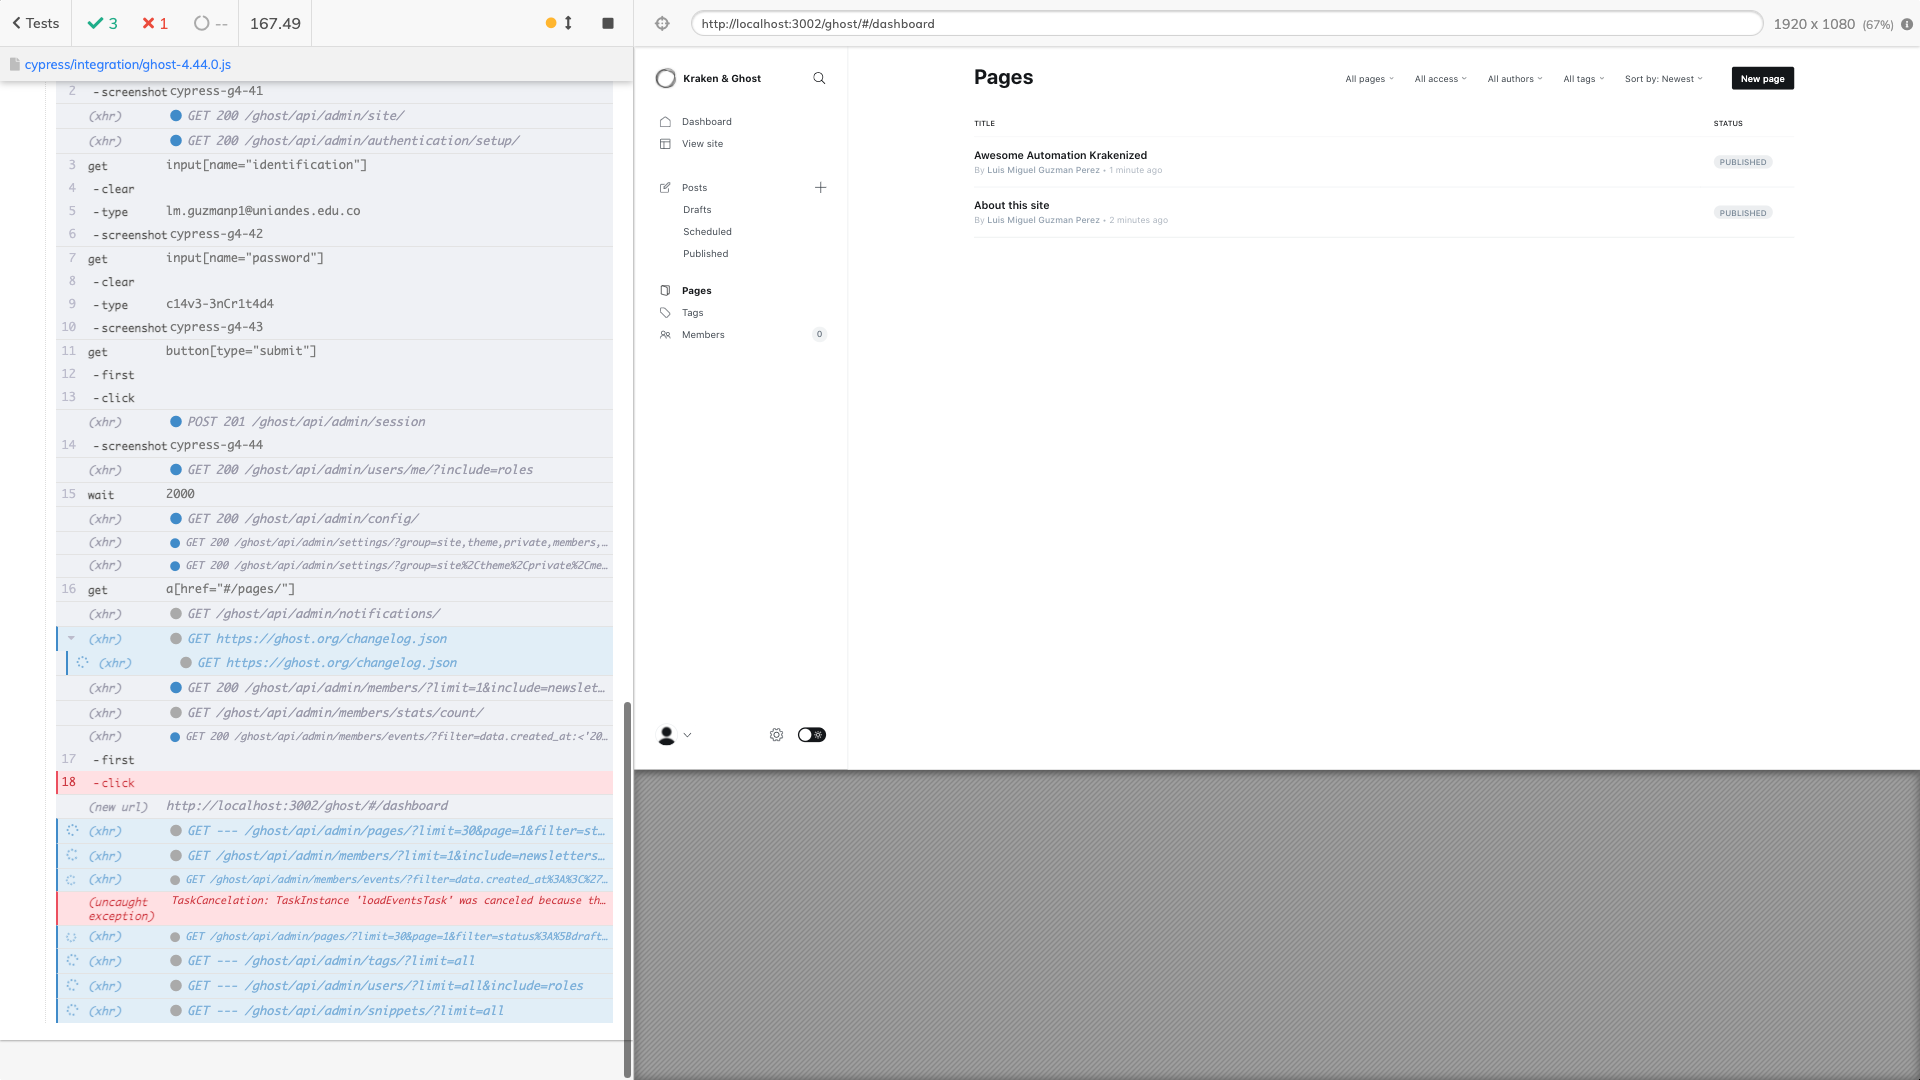 Tests
3
1
--
167.49
cypress/integration/ghost-4.44.0.js
2 -screenshot cypress-g4-41
(xhr) GET 200 /ghost/api/admin/site/
(xhr) GET 200 /ghost/api/admin/authentication/setup/
3 get input[name="identification"]
4 -clear
5 -type lm.guzmanp1@uniandes.edu.co
6 -screenshot cypress-g4-42
7 get input[name="password"]
8 -clear
9 -type c14v3-3nCr1t4d4
10 -screenshot cypress-g4-43
11 get button[type="submit"]
12 -first
13 -click
(xhr) POST 201 /ghost/api/admin/session
14 -screenshot cypress-g4-44
(xhr) GET 200 /ghost/api/admin/users/me/?include=roles
15 wait 2000
(xhr) GET 200 /ghost/api/admin/config/
(xhr) GET 200 /ghost/api/admin/settings/?group=site,theme,private,members,…
(xhr) GET 200 /ghost/api/admin/settings/?group=site%2Ctheme%2Cprivate%2Cme…
16 get a[href="#/pages/"]
(xhr) GET /ghost/api/admin/notifications/
(xhr) GET https://ghost.org/changelog.json
(xhr) GET https://ghost.org/changelog.json
(xhr) GET 200 /ghost/api/admin/members/?limit=1&include=newslet…
(xhr) GET /ghost/api/admin/members/stats/count/
(xhr) GET 200 /ghost/api/admin/members/events/?filter=data.created_at:<'20…
17 -first
18 -click
(new url) http://localhost:3002/ghost/#/dashboard
(xhr) GET --- /ghost/api/admin/pages/?limit=30&page=1&filter=st…
(xhr) GET /ghost/api/admin/members/?limit=1&include=newsletters…
(xhr) GET /ghost/api/admin/members/events/?filter=data.created_at%3A%3C%27…
(uncaught exception) TaskCancelation: TaskInstance 'loadEventsTask' was canceled because th…
(xhr) GET /ghost/api/admin/pages/?limit=30&page=1&filter=status%3A%5Bdraft…
(xhr) GET --- /ghost/api/admin/tags/?limit=all
(xhr) GET --- /ghost/api/admin/users/?limit=all&include=roles
(xhr) GET --- /ghost/api/admin/snippets/?limit=all
http://localhost:3002/ghost/#/dashboard
1920 x 1080 (67%)
Kraken & Ghost
Dashboard
View site
Posts
Drafts
Scheduled
Published
Pages
Tags
Members 0
Pages
All pages
All access
All authors
All tags
Sort by: Newest
New page
TITLE STATUS
Awesome Automation Krakenized
By Luis Miguel Guzman Perez • 1 minute ago
PUBLISHED
About this site
By Luis Miguel Guzman Perez • 2 minutes ago
PUBLISHED